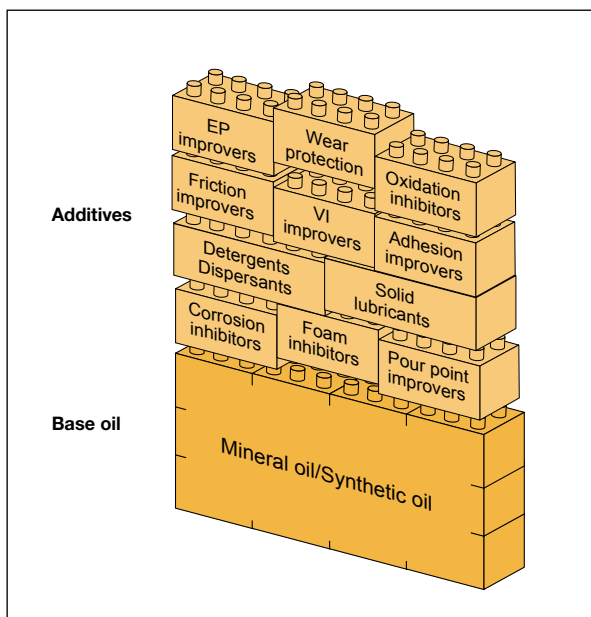 EP
improvers
Wear
protection
Oxidation
inhibitors
Additives
Friction
improvers
VI
improvers
Adhesion
improvers
Detergents
Dispersants
Solid
lubricants
Corrosion
inhibitors
Foam
inhibitors
Pour point
improvers
Base oil
Mineral oil/Synthetic oil